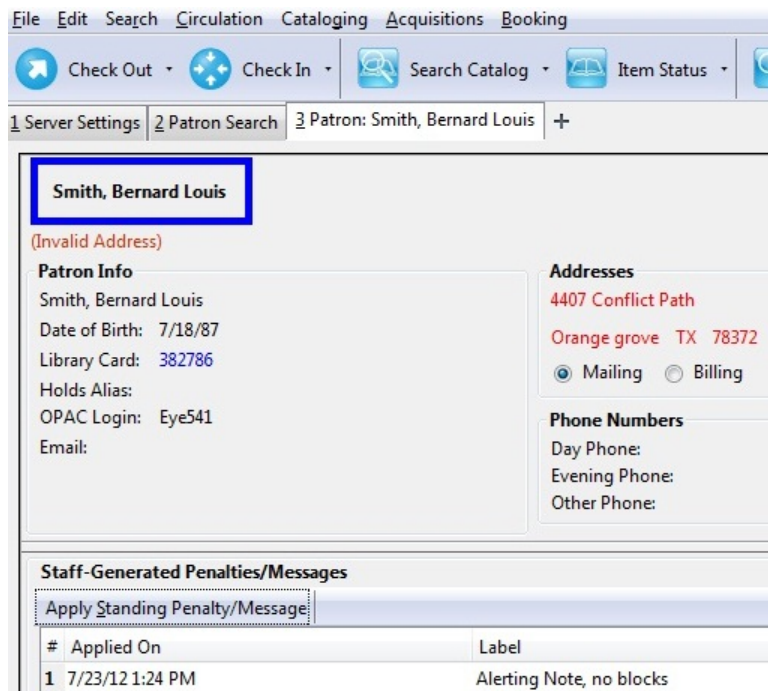 File Edit Search Circulation Cataloging Acquisitions Booking
Check Out Check In Search Catalog Item Status
1 Server Settings 2 Patron Search 3 Patron: Smith, Bernard Louis +
Smith, Bernard Louis
(Invalid Address)
Patron Info
Smith, Bernard Louis
Date of Birth: 7/18/87
Library Card: 382786
Holds Alias:
OPAC Login: Eye541
Email:
Addresses
4407 Conflict Path
Orange grove TX 78372
Mailing Billing
Phone Numbers
Day Phone:
Evening Phone:
Other Phone:
Staff-Generated Penalties/Messages
Apply Standing Penalty/Message
# Applied On Label
1 7/23/12 1:24 PM Alerting Note, no blocks